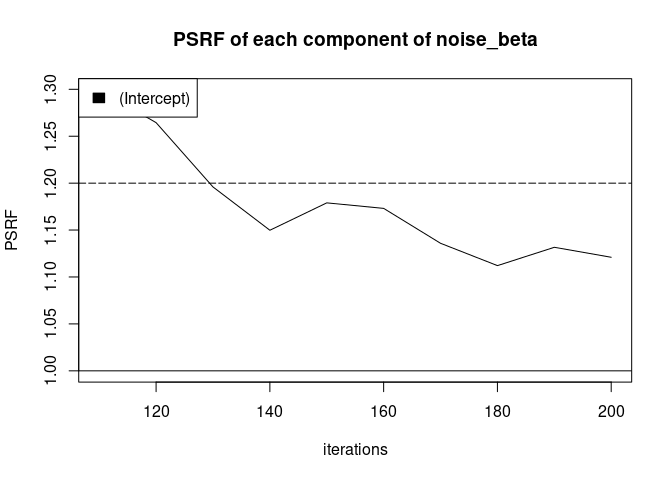 PSRF of each component of noise_beta
(Intercept)
PSRF
1.30
1.25
1.20
1.15
1.10
1.05
1.00
120 140 160 180 200
iterations